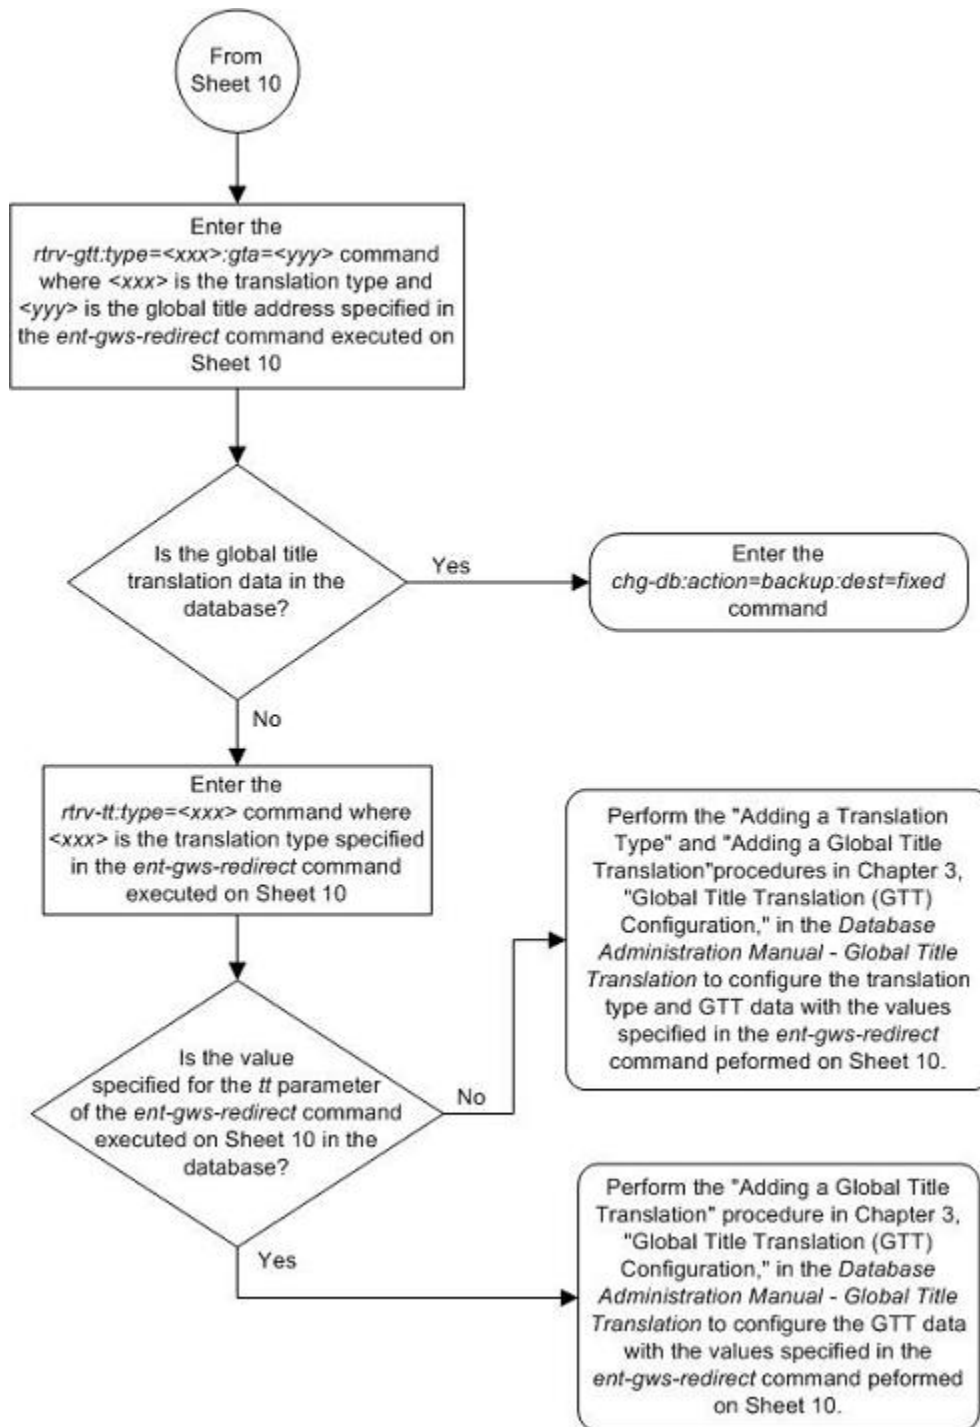 From
Sheet 10
Enter the
rtrv-gtt:type=<xxx>:gta=<yyy> command
where <xxx> is the translation type and
<yyy> is the global title address specified in
the ent-gws-redirect command executed on
Sheet 10
Is the global title
translation data in the
database?
Yes
Enter the
chg-db:action=backup:dest=fixed
command
No
Enter the
rtrv-tt:type=<xxx> command where
<xxx> is the translation type specified
in the ent-gws-redirect command
executed on Sheet 10
Perform the "Adding a Translation
Type" and "Adding a Global Title
Translation"procedures in Chapter 3,
"Global Title Translation (GTT)
Configuration," in the Database
Administration Manual - Global Title
Translation to configure the translation
type and GTT data with the values
specified in the ent-gws-redirect
command peformed on Sheet 10.
Is the value
specified for the tt parameter
of the ent-gws-redirect command
executed on Sheet 10 in the
database?
No
Yes
Perform the "Adding a Global Title
Translation" procedure in Chapter 3,
"Global Title Translation (GTT)
Configuration," in the Database
Administration Manual - Global Title
Translation to configure the GTT data
with the values specified in the
ent-gws-redirect command peformed
on Sheet 10.